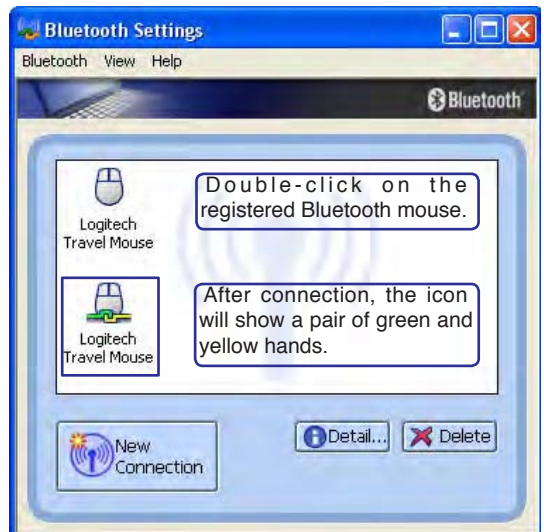 Bluetooth Settings
Bluetooth View Help
Bluetooth
Logitech
Travel Mouse
Double-click on the
registered Bluetooth mouse.
Logitech
Travel Mouse
After connection, the icon
will show a pair of green and
yellow hands.
New
Connection
Detail...
Delete